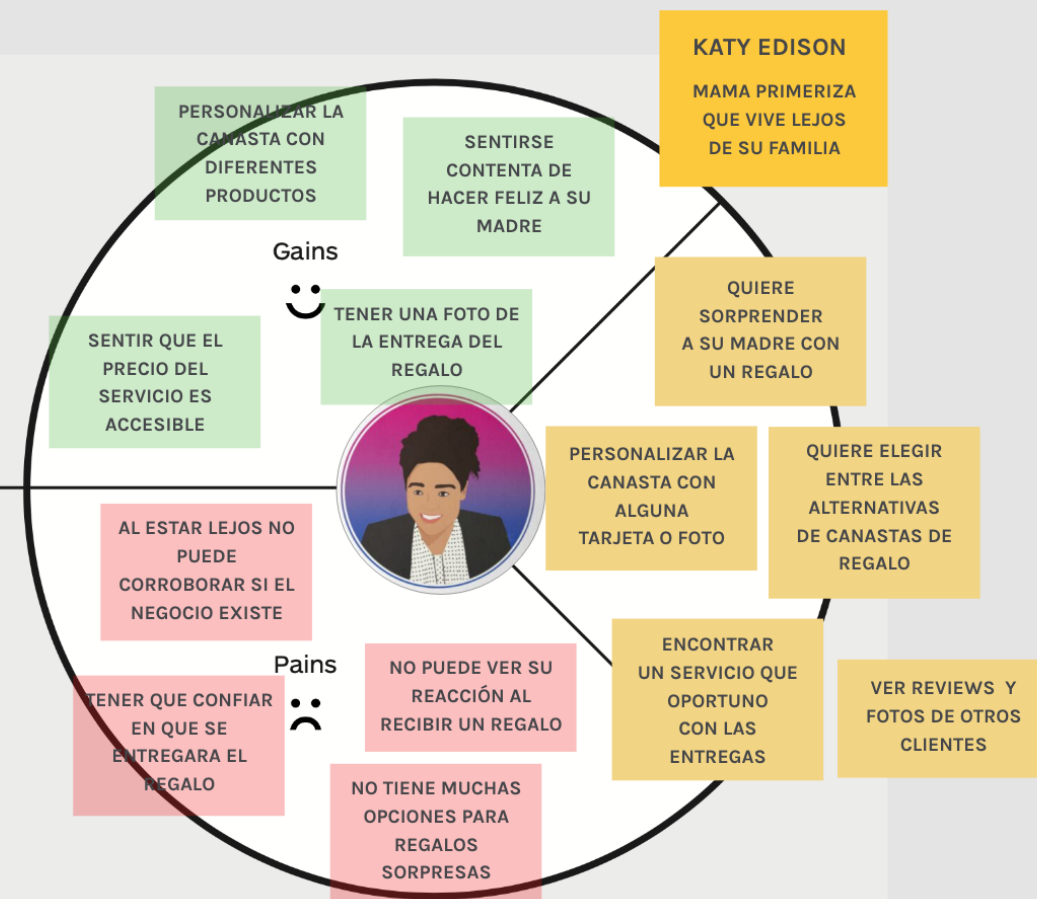 KATY EDISON
MAMA PRIMERIZA
QUE VIVE LEJOS
DE SU FAMILIA
PERSONALIZAR LA
CANASTA CON
DIFERENTES
PRODUCTOS
SENTIRSE
CONTENTA DE
HACER FELIZ A SU
MADRE
Gains
TENER UNA FOTO DE
LA ENTREGA DEL
REGALO
SENTIR QUE EL
PRECIO DEL
SERVICIO ES
ACCESIBLE
QUIERE
SORPRENDER
A SU MADRE CON
UN REGALO
PERSONALIZAR LA
CANASTA CON
ALGUNA
TARJETA O FOTO
QUIERE ELEGIR
ENTRE LAS
ALTERNATIVAS
DE CANASTAS DE
REGALO
AL ESTAR LEJOS NO
PUEDE
CORROBORAR SI EL
NEGOCIO EXISTE
Pains
TENER QUE CONFIAR
EN QUE SE
ENTREGARA EL
REGALO
NO PUEDE VER SU
REACCIÓN AL
RECIBIR UN REGALO
NO TIENE MUCHAS
OPCIONES PARA
REGALOS
SORPRESAS
ENCONTRAR
UN SERVICIO QUE
OPORTUNO
CON LAS
ENTREGAS
VER REVIEWS Y
FOTOS DE OTROS
CLIENTES